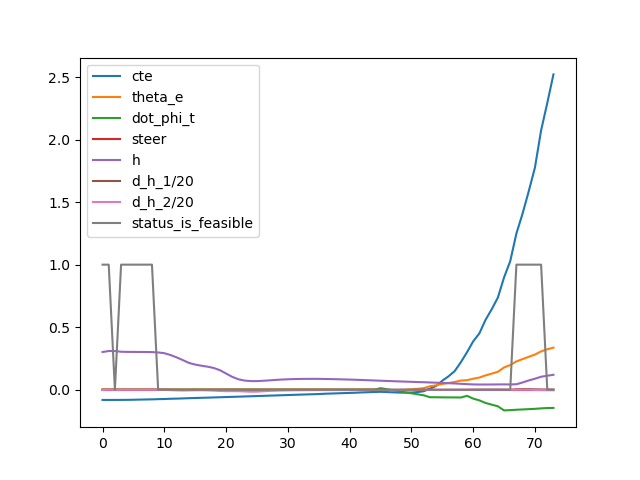 2.5
2.0
1.5
1.0
0.5
0.0
cte
theta_e
dot_phi_t
steer
h
d_h_1/20
d_h_2/20
status_is_feasible
0 10 20 30 40 50 60 70